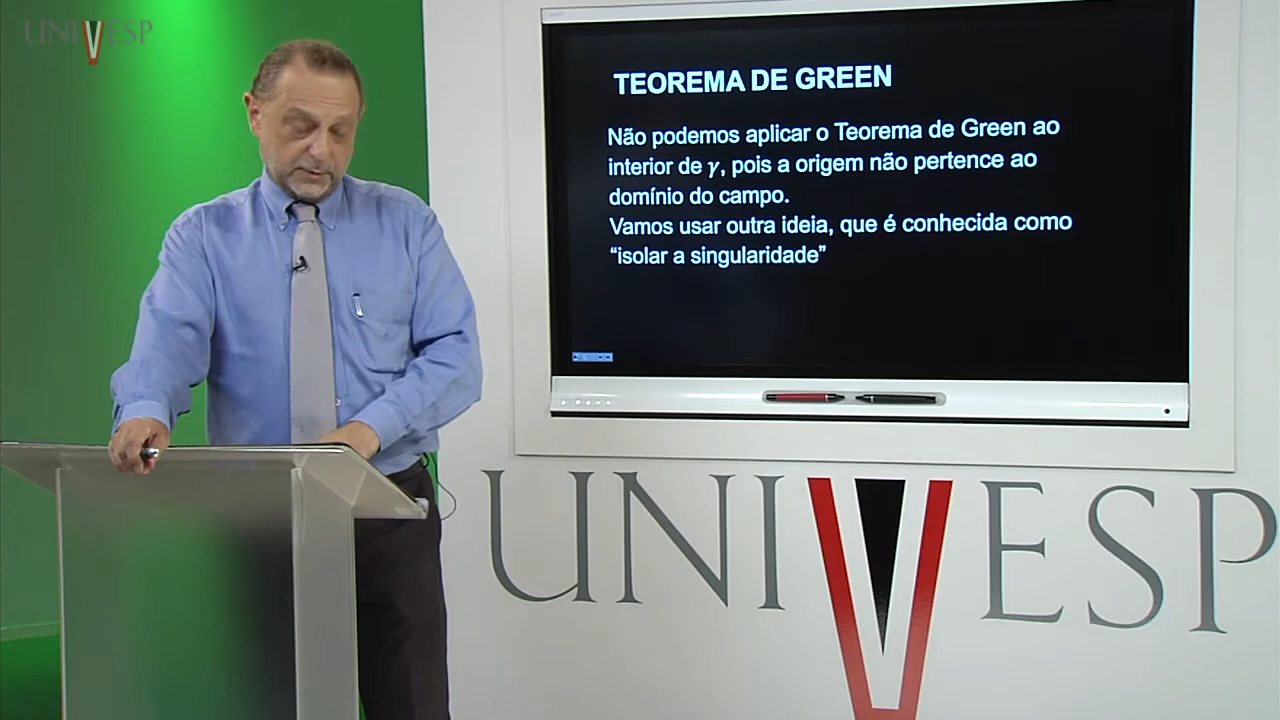 UNIVESP
TEOREMA DE GREEN
Não podemos aplicar o Teorema de Green ao
interior de γ, pois a origem não pertence ao
domínio do campo.
Vamos usar outra ideia, que é conhecida como
“isolar a singularidade”
UNIVESP